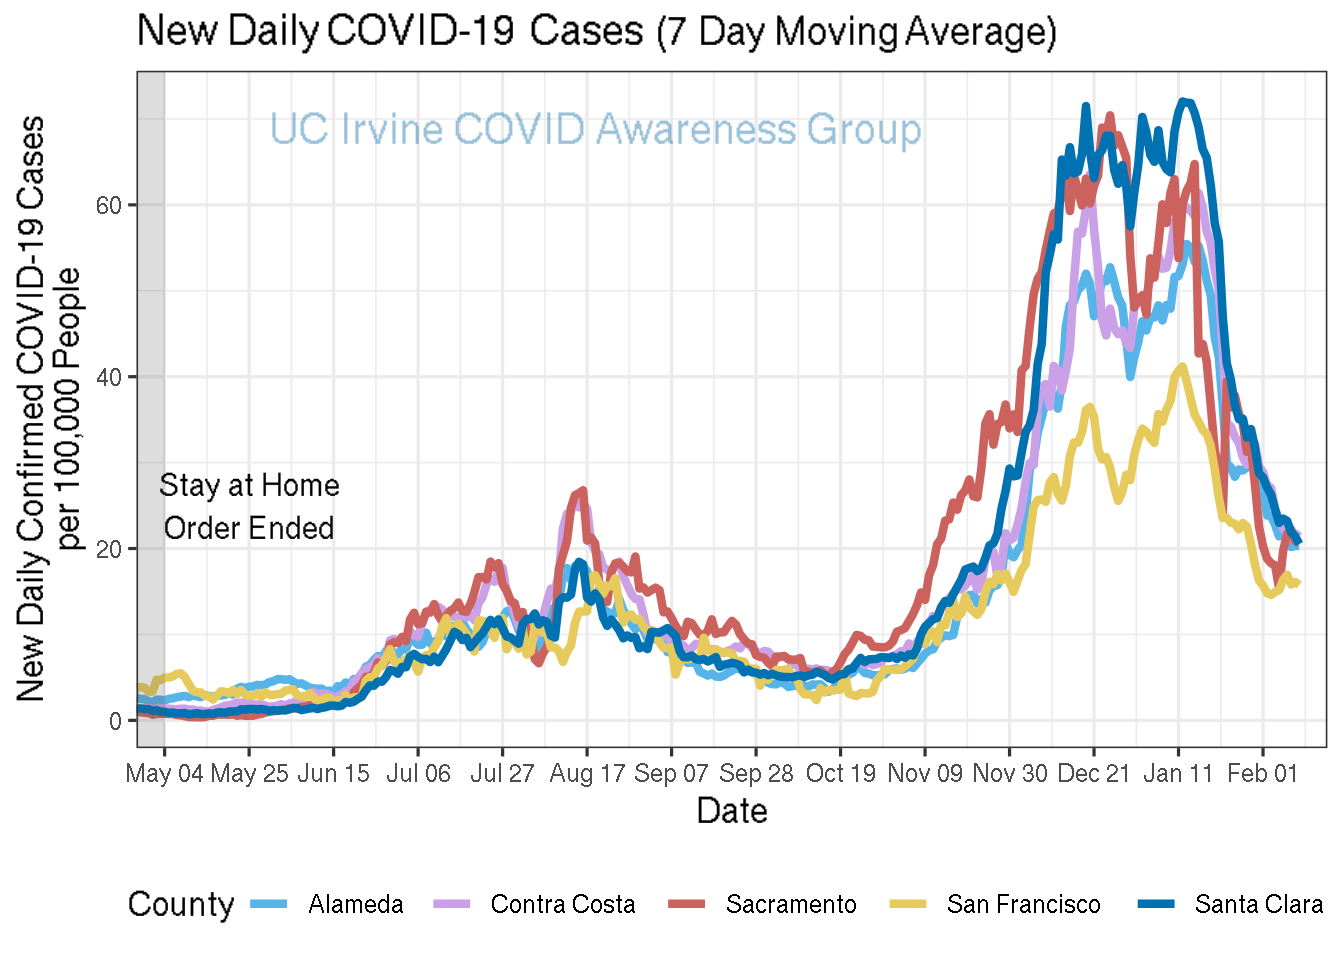 New Daily COVID-19 Cases (7 Day Moving Average)
UC Irvine COVID Awareness Group
New Daily Confirmed COVID-19 Cases
per 100,000 People
60
40
20
0
Stay at Home
Order Ended
May 04 May 25 Jun 15 Jul 06 Jul 27 Aug 17 Sep 07 Sep 28 Oct 19 Nov 09 Nov 30 Dec 21 Jan 11 Feb 01
Date
County Alameda Contra Costa Sacramento San Francisco Santa Clara